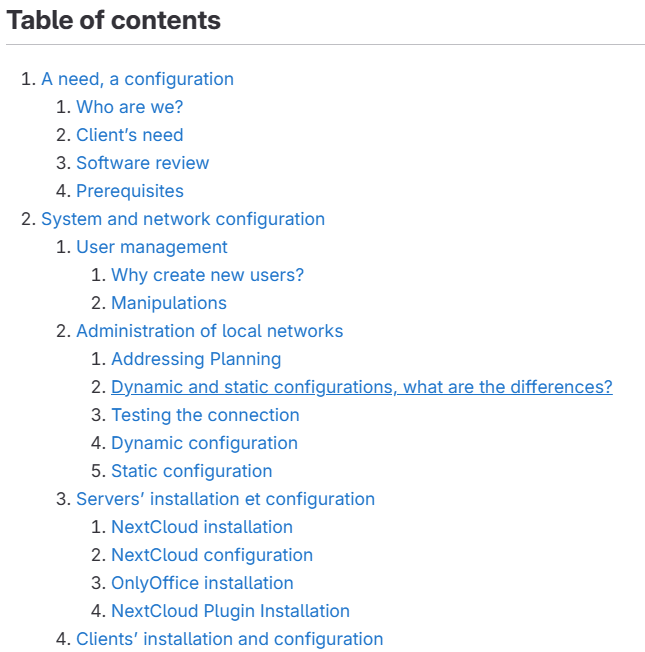 Table of contents
1. A need, a configuration
1. Who are we?
2. Client's need
3. Software review
4. Prerequisites
2. System and network configuration
1. User management
1. Why create new users?
2. Manipulations
2. Administration of local networks
1. Addressing Planning
2. Dynamic and static configurations, what are the differences?
3. Testing the connection
4. Dynamic configuration
5. Static configuration
3. Servers’ installation et configuration
1. NextCloud installation
2. NextCloud configuration
3. OnlyOffice installation
4. NextCloud Plugin Installation
4. Clients’ installation and configuration